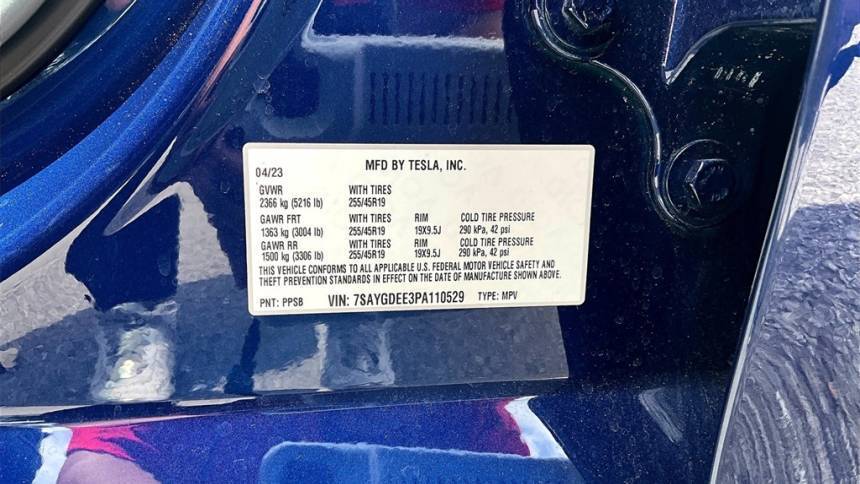 04/23 MFD BY TESLA, INC.
GVWR WITH TIRES
2366 kg (5216 lb) 255/45R19
GAWR FRT WITH TIRES RIM COLD TIRE PRESSURE
1363 kg (3004 lb) 255/45R19 19X9.5J 290 kPa, 42 psi
GAWR RR WITH TIRES RIM COLD TIRE PRESSURE
1500 kg (3306 lb) 255/45R19 19X9.5J 290 kPa, 42 psi
THIS VEHICLE CONFORMS TO ALL APPLICABLE U.S. FEDERAL MOTOR VEHICLE SAFETY AND
THEFT PREVENTION STANDARDS IN EFFECT ON THE DATE OF MANUFACTURE SHOWN ABOVE.
PNT: PPSB VIN: 7SAYGDEE3PA110529 TYPE: MPV